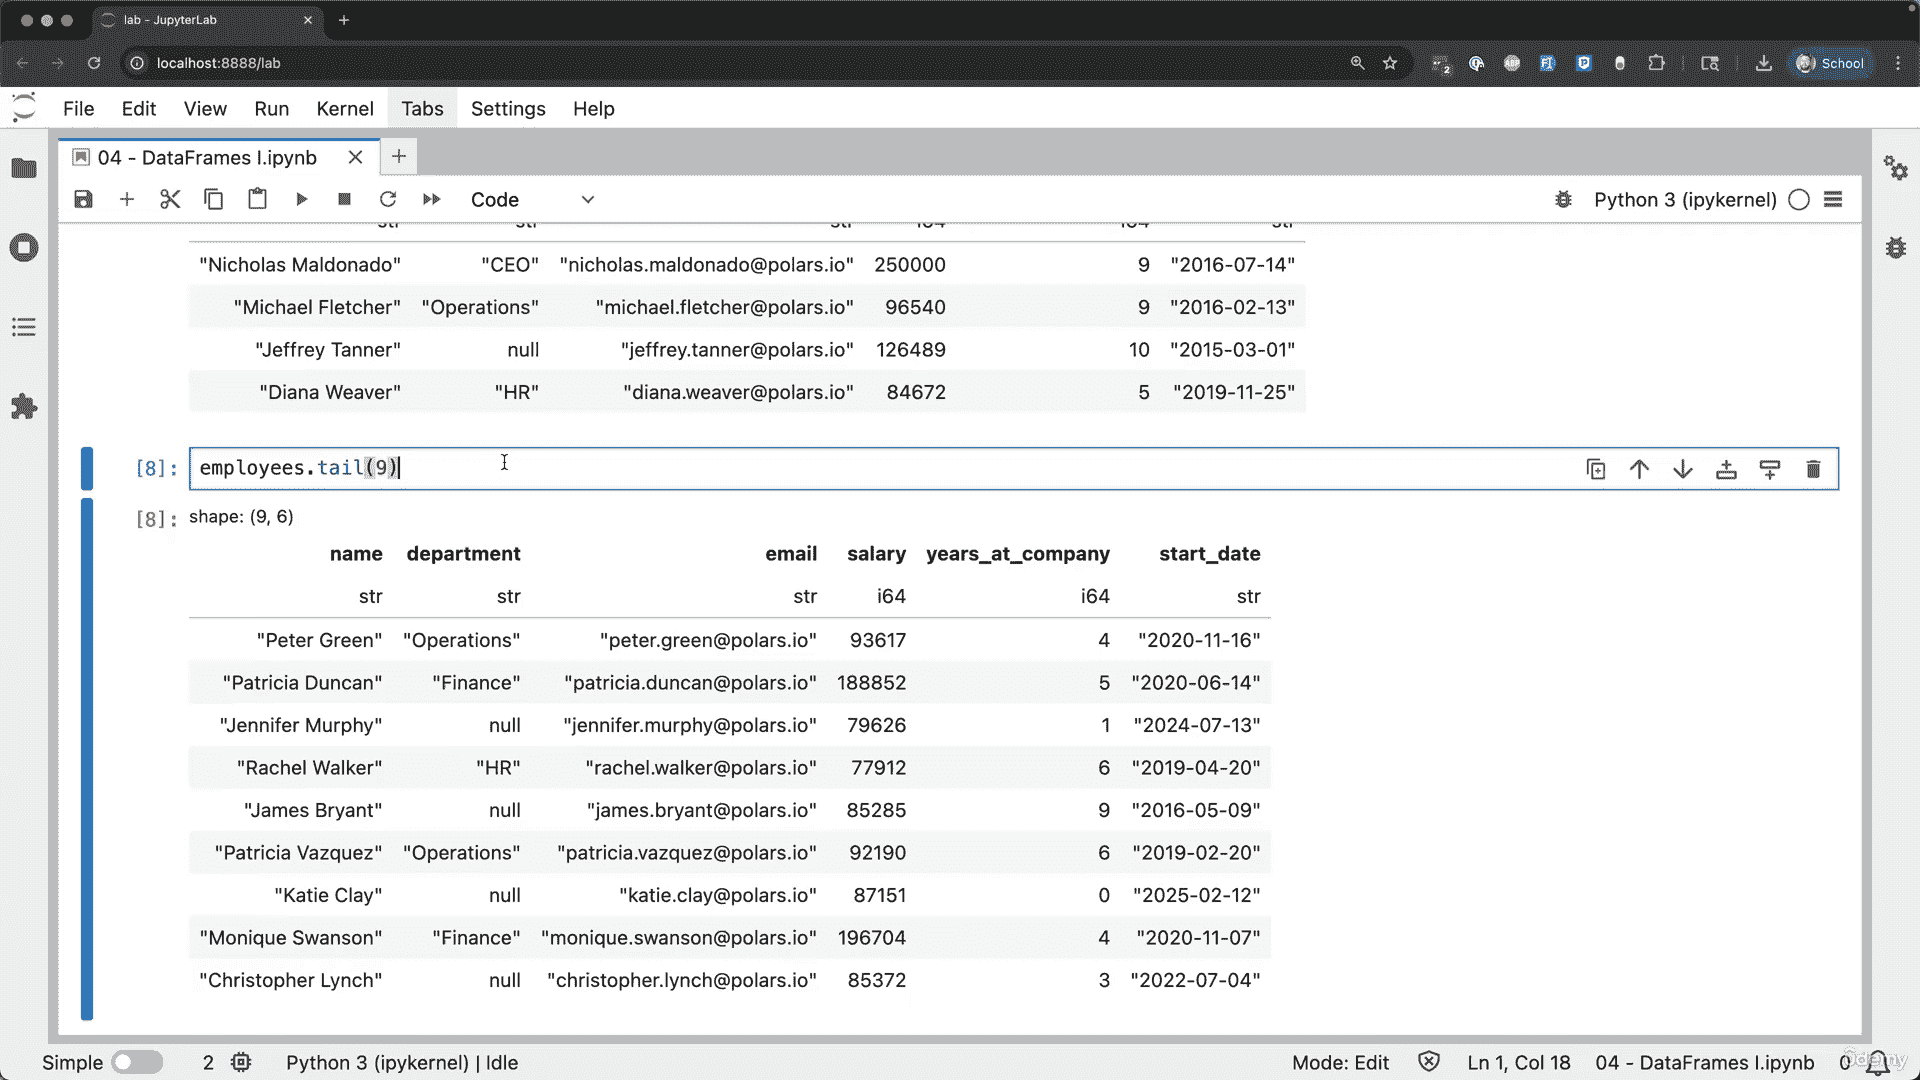 lab - JupyterLab
localhost:8888/lab
2
ABP
School
File Edit View Run Kernel Tabs Settings Help
04 - DataFrames I.ipynb
Code
Python 3 (ipykernel)
str str str i64 i64 str
"Nicholas Maldonado" "CEO" "nicholas.maldonado@polars.io" 250000 9 "2016-07-14"
"Michael Fletcher" "Operations" "michael.fletcher@polars.io" 96540 9 "2016-02-13"
"Jeffrey Tanner" null "jeffrey.tanner@polars.io" 126489 10 "2015-03-01"
"Diana Weaver" "HR" "diana.weaver@polars.io" 84672 5 "2019-11-25"
[8]: employees.tail(9)
[8]: shape: (9, 6)
name department email salary years_at_company start_date
str str str i64 i64 str
"Peter Green" "Operations" "peter.green@polars.io" 93617 4 "2020-11-16"
"Patricia Duncan" "Finance" "patricia.duncan@polars.io" 188852 5 "2020-06-14"
"Jennifer Murphy" null "jennifer.murphy@polars.io" 79626 1 "2024-07-13"
"Rachel Walker" "HR" "rachel.walker@polars.io" 77912 6 "2019-04-20"
"James Bryant" null "james.bryant@polars.io" 85285 9 "2016-05-09"
"Patricia Vazquez" "Operations" "patricia.vazquez@polars.io" 92190 6 "2019-02-20"
"Katie Clay" null "katie.clay@polars.io" 87151 0 "2025-02-12"
"Monique Swanson" "Finance" "monique.swanson@polars.io" 196704 4 "2020-11-07"
"Christopher Lynch" null "christopher.lynch@polars.io" 85372 3 "2022-07-04"
Simple 2 Python 3 (ipykernel) | Idle Mode: Edit Ln 1, Col 18 04 - DataFrames I.ipynb 0
udemy